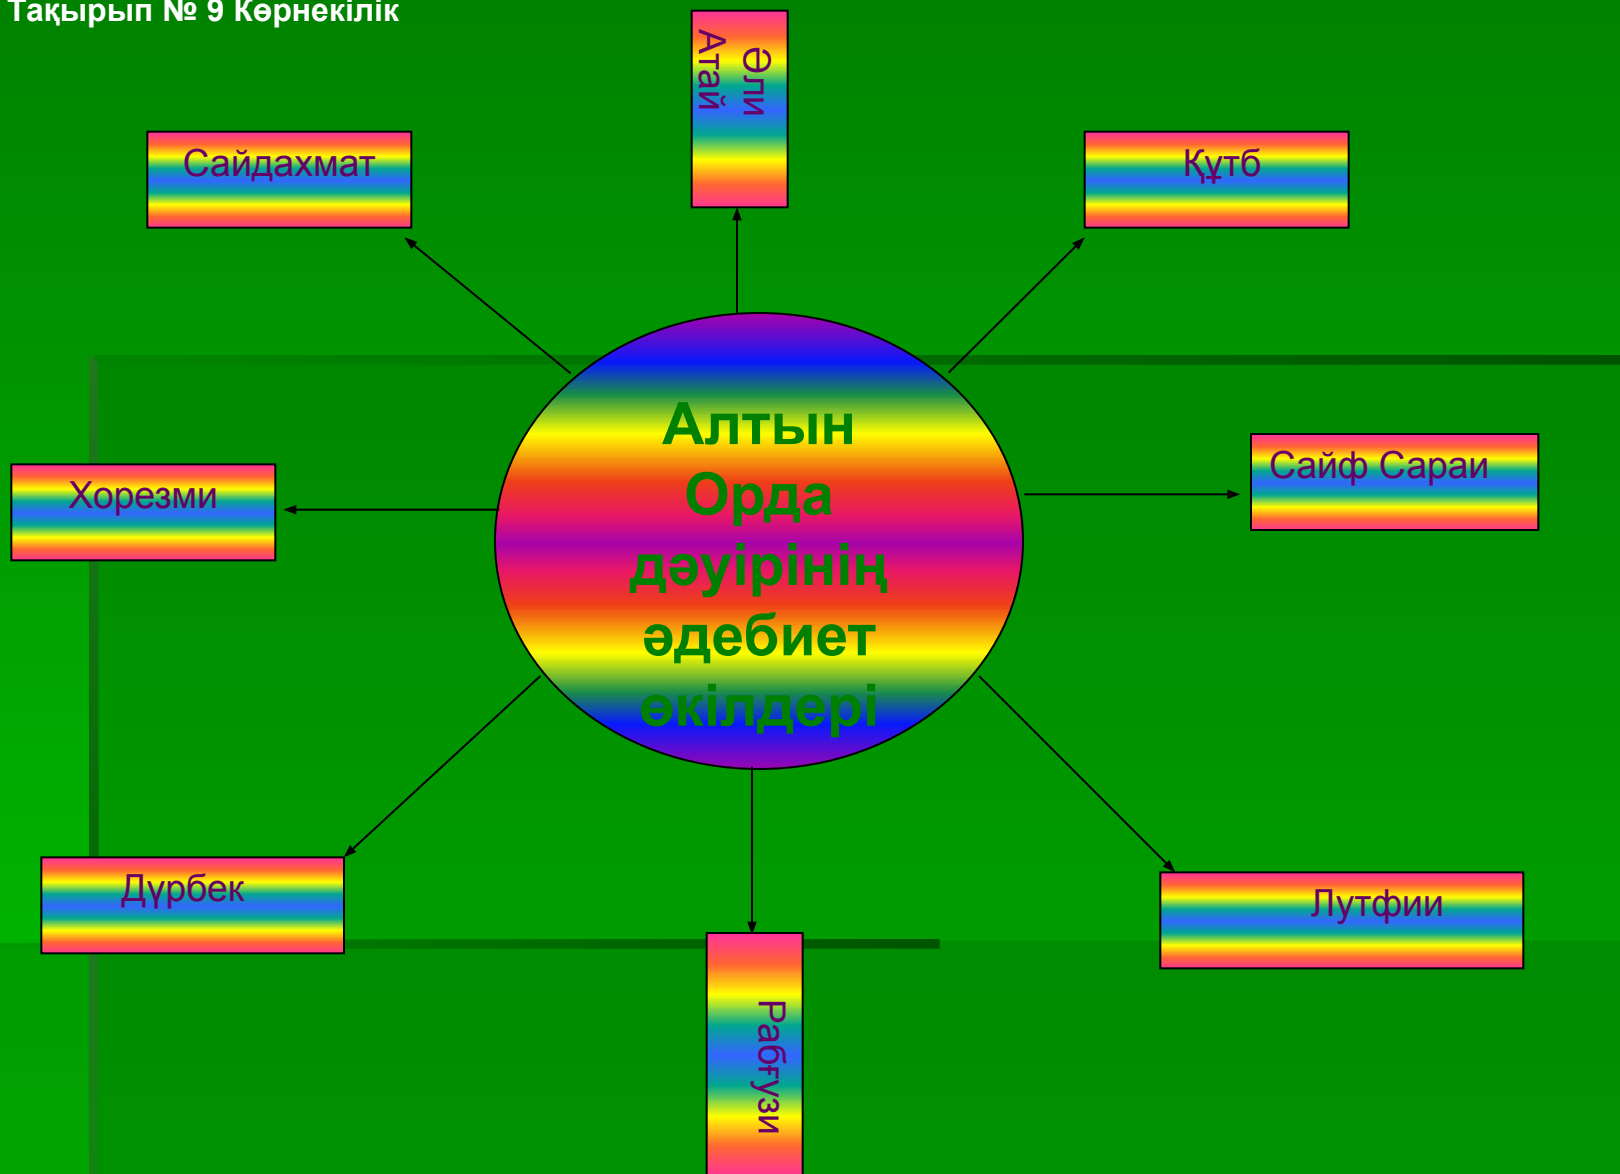 Тақырып № 9 Көрнекілік
Әли
Атай
Сайдахмат
Құтб
Алтын
Орда
дәуірінің
әдебиет
өкілдері
Сайф Сараи
Хорезми
Дүрбек
Лутфии
Рабғузи